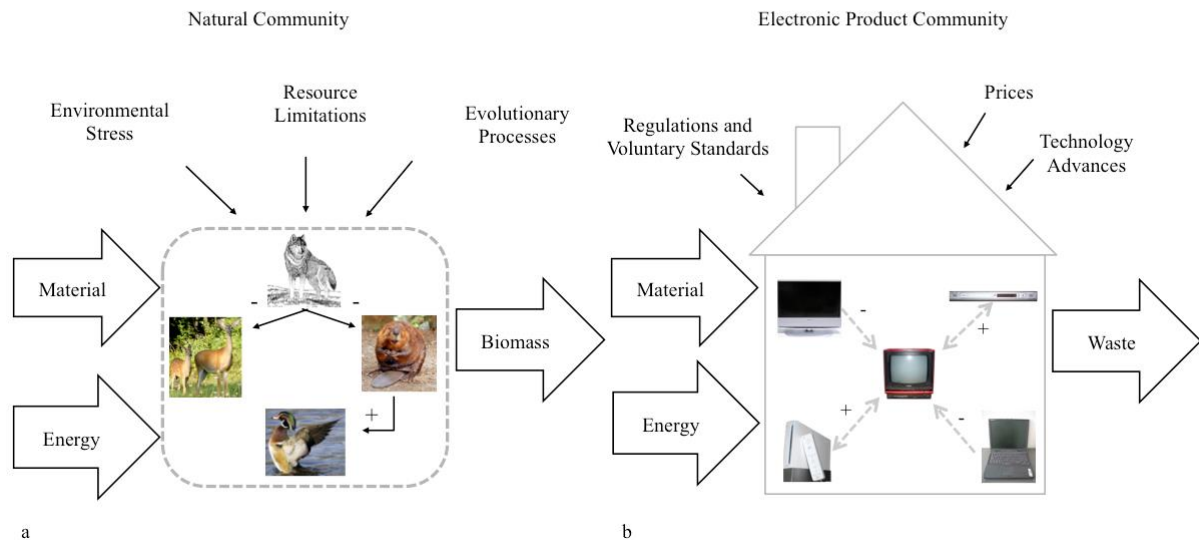 Natural Community
Environmental
Stress
Resource
Limitations
Evolutionary
Processes
Material
Energy
-
-
+
Biomass
a
Electronic Product Community
Regulations and
Voluntary Standards
Prices
Technology
Advances
Material
Energy
-
+
+
-
Waste
b